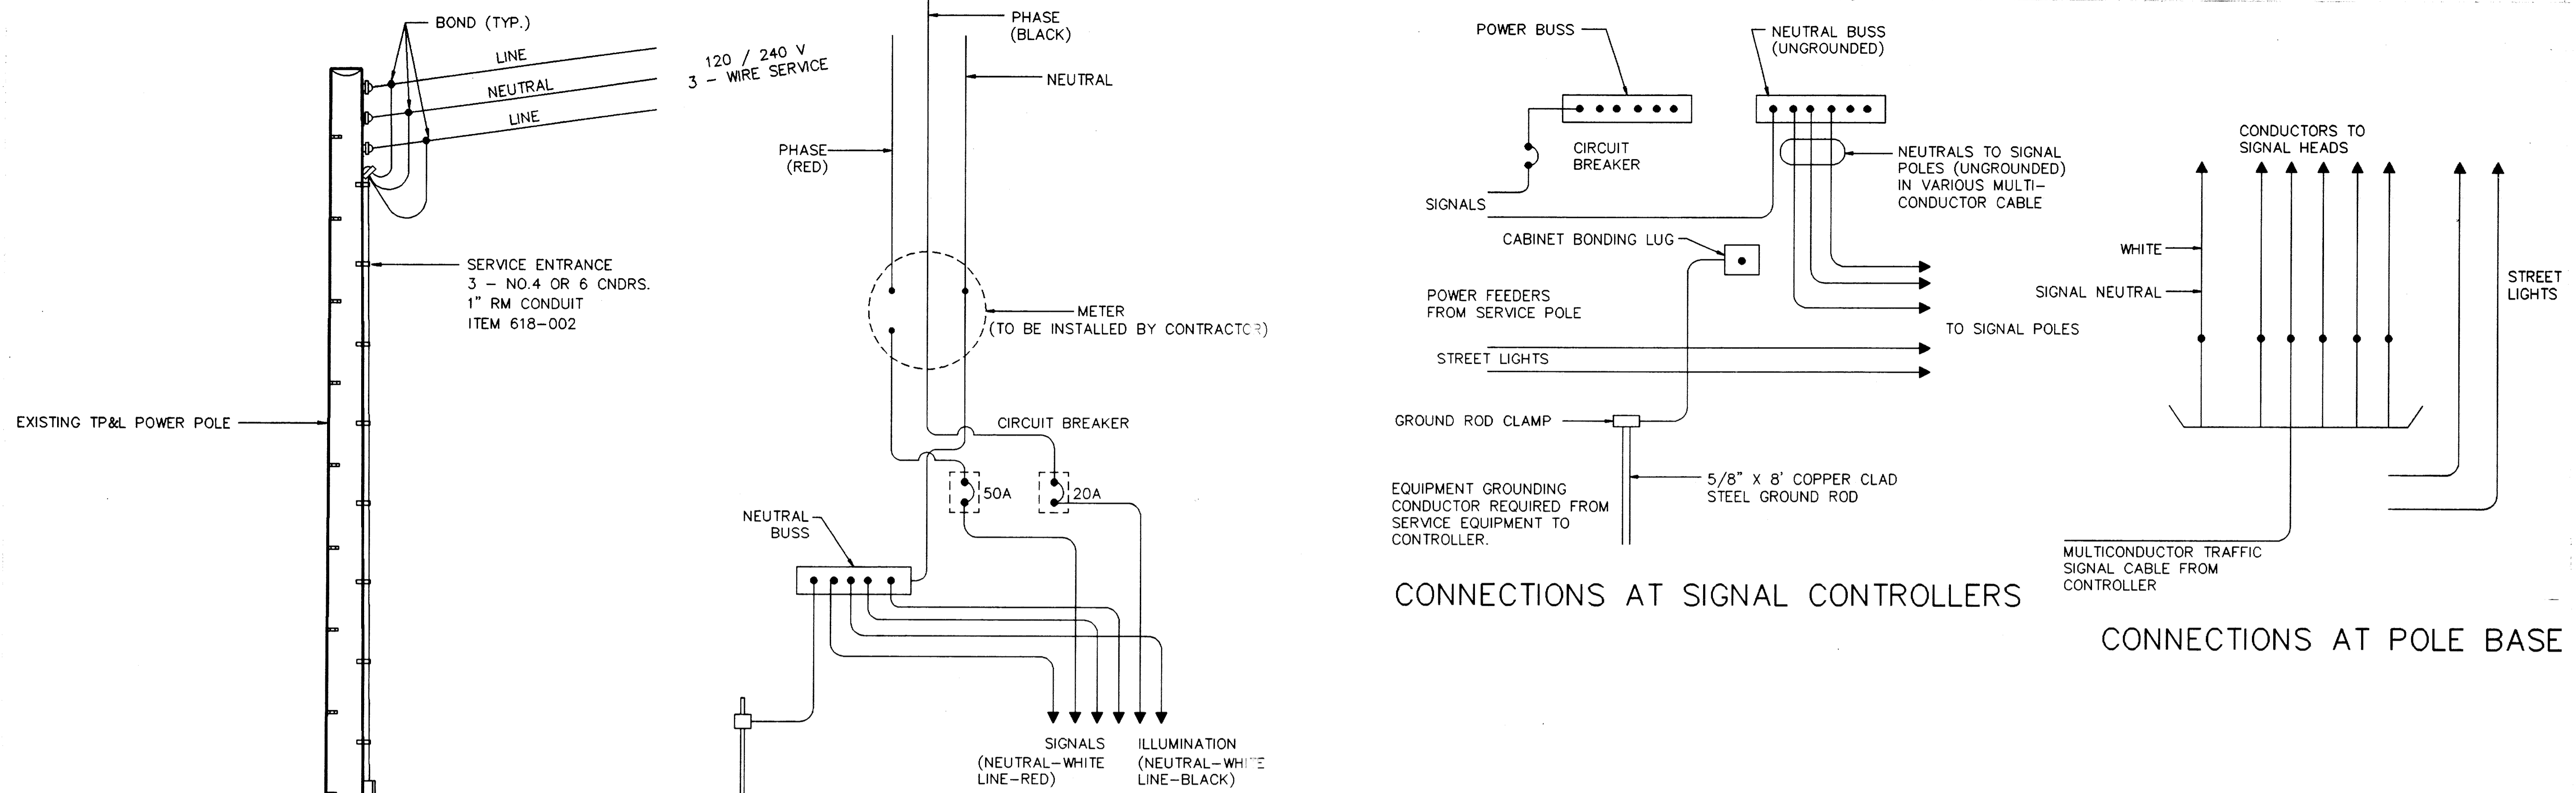 BOND (TYP.)
LINE
NEUTRAL
LINE
120 / 240 V
3 - WIRE SERVICE
SERVICE ENTRANCE
3 - NO.4 OR 6 CNDRS.
1" RM CONDUIT
ITEM 618-002
EXISTING TP&L POWER POLE
PHASE
(BLACK)
NEUTRAL
PHASE
(RED)
METER
(TO BE INSTALLED BY CONTRACTOR)
CIRCUIT BREAKER
50A
20A
NEUTRAL
BUSS
SIGNALS
(NEUTRAL-WHITE
LINE-RED)
ILLUMINATION
(NEUTRAL-WHITE
LINE-BLACK)
POWER BUSS
NEUTRAL BUSS
(UNGROUNDED)
CIRCUIT
BREAKER
NEUTRALS TO SIGNAL
POLES (UNGROUNDED)
IN VARIOUS MULTI-
CONDUCTOR CABLE
SIGNALS
CABINET BONDING LUG
POWER FEEDERS
FROM SERVICE POLE
TO SIGNAL POLES
STREET LIGHTS
GROUND ROD CLAMP
5/8" X 8' COPPER CLAD
STEEL GROUND ROD
EQUIPMENT GROUNDING
CONDUCTOR REQUIRED FROM
SERVICE EQUIPMENT TO
CONTROLLER.
CONNECTIONS AT SIGNAL CONTROLLERS
CONDUCTORS TO
SIGNAL HEADS
WHITE
SIGNAL NEUTRAL
STREET
LIGHTS
MULTICONDUCTOR TRAFFIC
SIGNAL CABLE FROM
CONTROLLER
CONNECTIONS AT POLE BASE